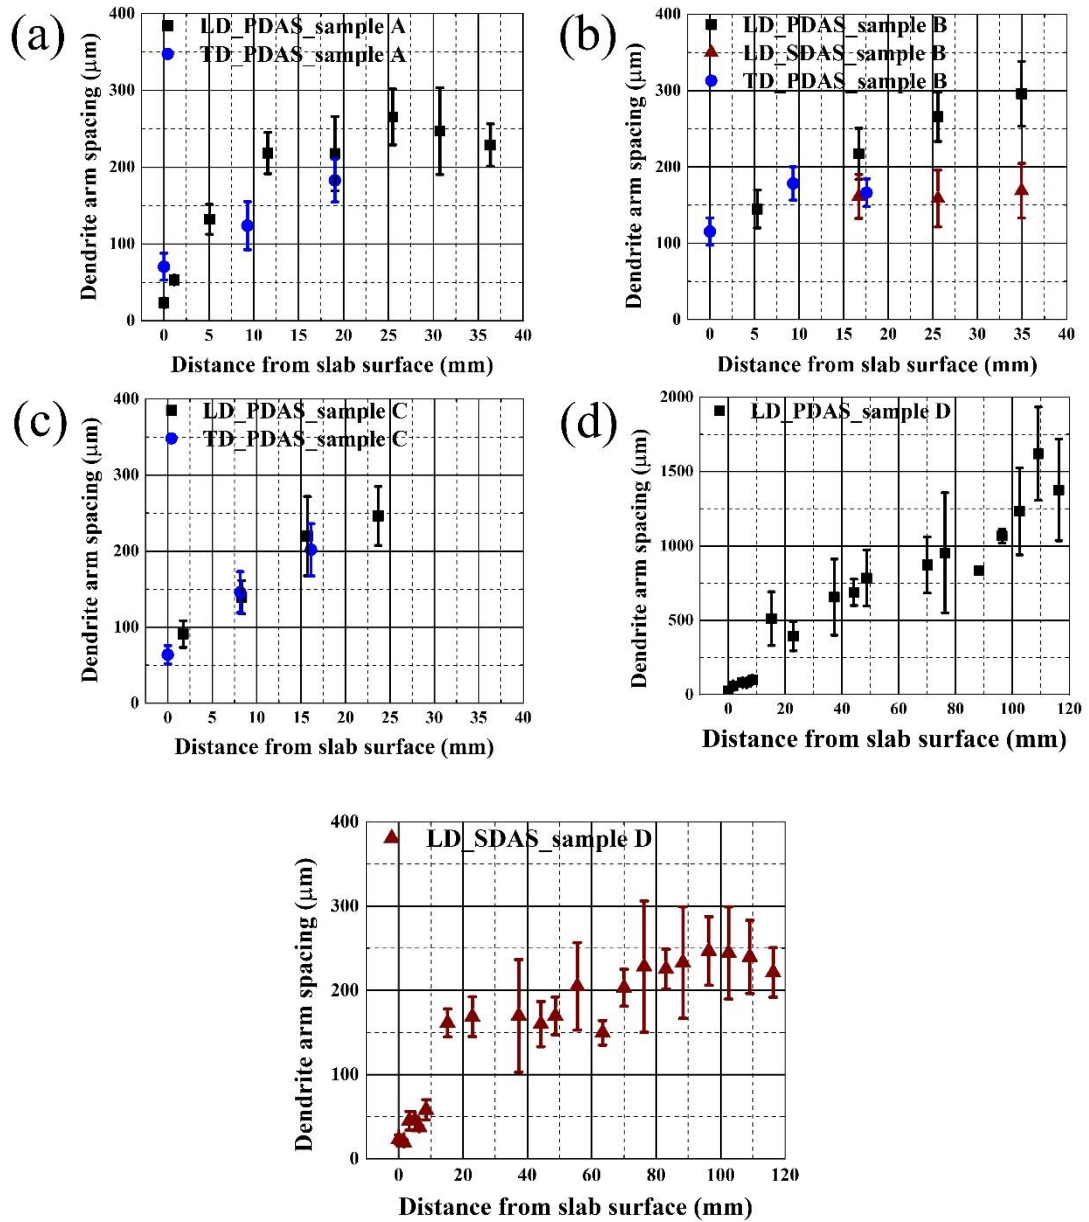 (a)
LD_PDAS_sample A
TD_PDAS_sample A
Dendrite arm spacing (μm)
400
300
200
100
0
0 5 10 15 20 25 30 35 40
Distance from slab surface (mm)
(b)
LD_PDAS_sample B
LD_SDAS_sample B
TD_PDAS_sample B
Dendrite arm spacing (μm)
400
300
200
100
0
0 5 10 15 20 25 30 35 40
Distance from slab surface (mm)
(c)
LD_PDAS_sample C
TD_PDAS_sample C
Dendrite arm spacing (μm)
400
300
200
100
0
0 5 10 15 20 25 30 35 40
Distance from slab surface (mm)
(d)
LD_PDAS_sample D
Dendrite arm spacing (μm)
2000
1500
1000
500
0
0 20 40 60 80 100 120
Distance from slab surface (mm)
LD_SDAS_sample D
Dendrite arm spacing (μm)
400
300
200
100
0
0 20 40 60 80 100 120
Distance from slab surface (mm)